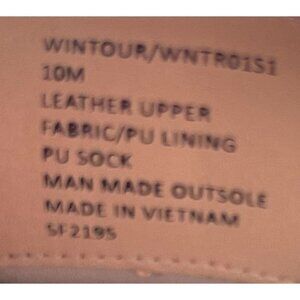 WINTOUR/WNTR01S1
10M
LEATHER UPPER
FABRIC/PU LINING
PU SOCK
MAN MADE OUTSOLE
MADE IN VIETNAM
SF2195